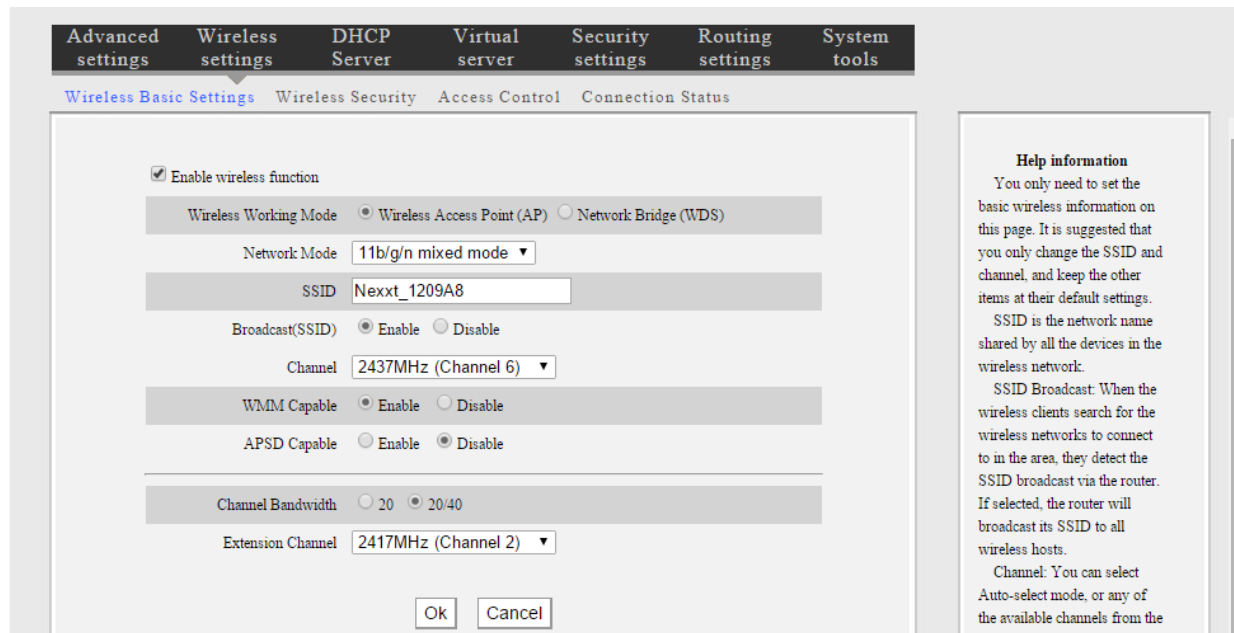 Advanced settings
Wireless settings
DHCP Server
Virtual server
Security settings
Routing settings
System tools
Wireless Basic Settings Wireless Security Access Control Connection Status
Enable wireless function
Wireless Working Mode Wireless Access Point (AP) Network Bridge (WDS)
Network Mode 11b/g/n mixed mode
SSID Nexxt_1209A8
Broadcast(SSID) Enable Disable
Channel 2437MHz (Channel 6)
WMM Capable Enable Disable
APSD Capable Enable Disable
Channel Bandwidth 20 20/40
Extension Channel 2417MHz (Channel 2)
Ok Cancel
Help information
You only need to set the
basic wireless information on
this page. It is suggested that
you only change the SSID and
channel, and keep the other
items at their default settings.
SSID is the network name
shared by all the devices in the
wireless network.
SSID Broadcast: When the
wireless clients search for the
wireless networks to connect
to in the area, they detect the
SSID broadcast via the router.
If selected, the router will
broadcast its SSID to all
wireless hosts.
Channel: You can select
Auto-select mode, or any of
the available channels from the